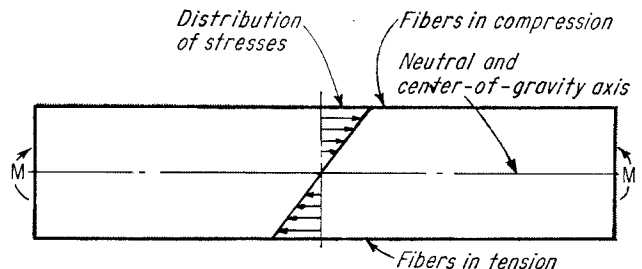 Distribution
of stresses
Fibers in compression
Neutral and
center-of-gravity axis
M
M
Fibers in tension